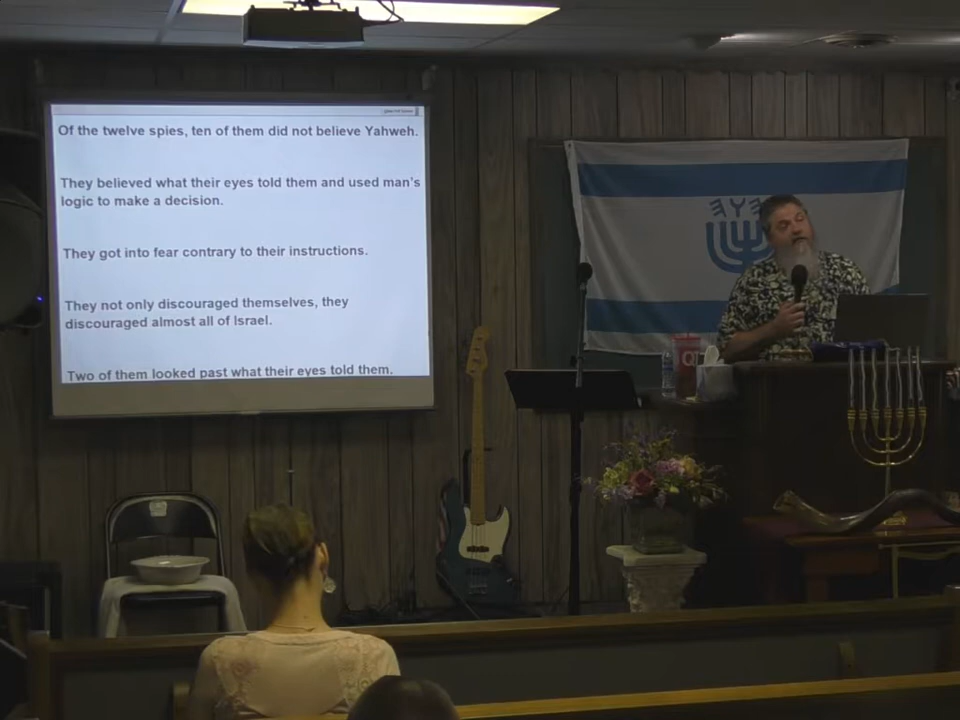 Of the twelve spies, ten of them did not believe Yahweh.
They believed what their eyes told them and used man's
logic to make a decision.
They got into fear contrary to their instructions.
They not only discouraged themselves, they
discouraged almost all of Israel.
Two of them looked past what their eyes told them.